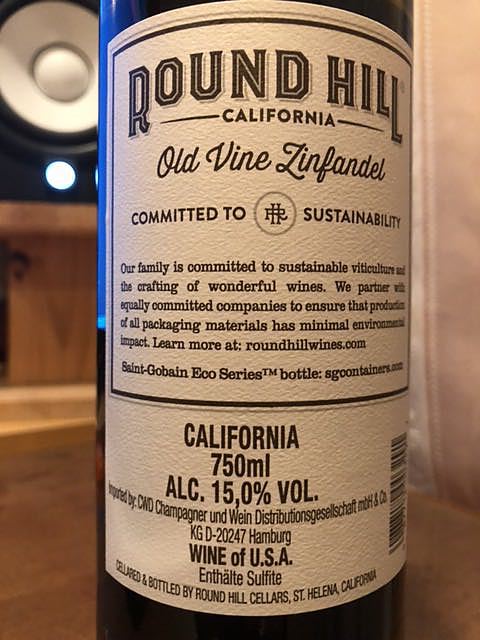 ROUND HILL
CALIFORNIA
Old Vine Zinfandel
COMMITTED TO RH SUSTAINABILITY
Our family is committed to sustainable viticulture and
the crafting of wonderful wines. We partner with
equally committed companies to ensure that production
of all packaging materials has minimal environmental
impact. Learn more at: roundhillwines.com
Saint-Gobain Eco Series™ bottle: sgcontainers.com
CALIFORNIA
750ml
ALC. 15,0% VOL.
Imported by: CWD Champagner und Wein Distributionsgesellschaft mbH & Co.
KG D-20247 Hamburg
WINE of U.S.A.
Enthälte Sulfite
CELLARED & BOTTLED BY ROUND HILL CELLARS, ST. HELENA, CALIFORNIA